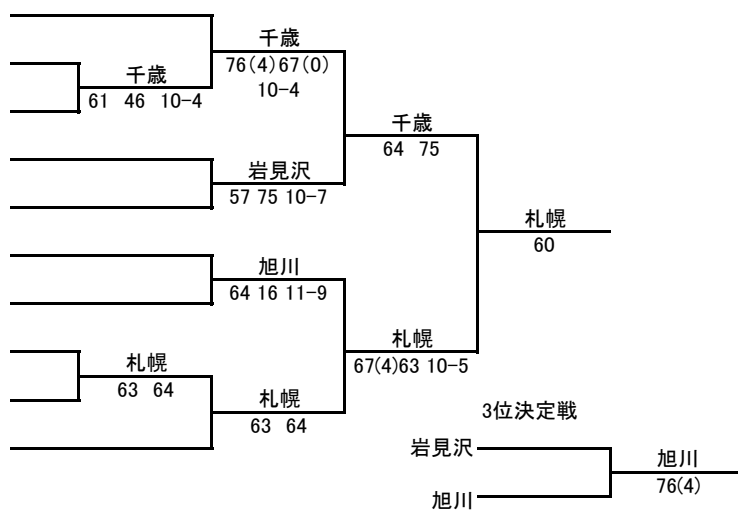 千歳
76(4)67(0)
10-4
千歳
61 46 10-4
千歳
64 75
岩見沢
57 75 10-7
札幌
60
旭川
64 16 11-9
札幌
67(4)63 10-5
札幌
63 64
札幌
63 64
3位決定戦
岩見沢
旭川
76(4)
旭川